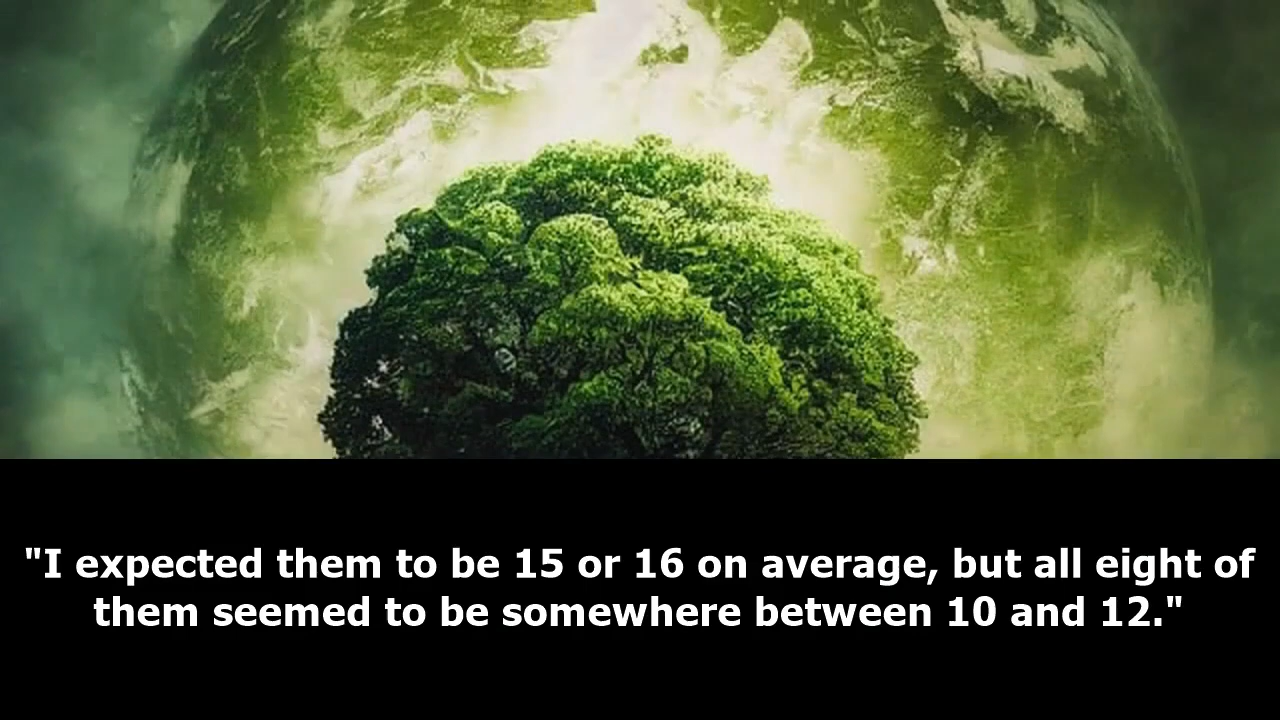 "I expected them to be 15 or 16 on average, but all eight of
them seemed to be somewhere between 10 and 12."